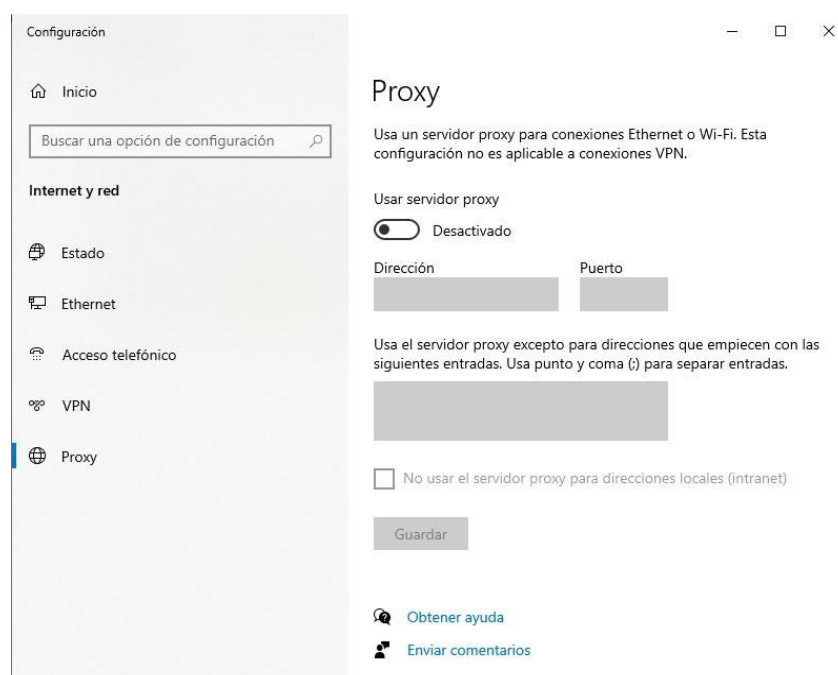 Configuración
Inicio
Buscar una opción de configuración
Internet y red
Estado
Ethernet
Acceso telefónico
VPN
Proxy
Proxy
Usa un servidor proxy para conexiones Ethernet o Wi-Fi. Esta
configuración no es aplicable a conexiones VPN.
Usar servidor proxy
Desactivado
Dirección Puerto
Usa el servidor proxy excepto para direcciones que empiecen con las
siguientes entradas. Usa punto y coma (;) para separar entradas.
No usar el servidor proxy para direcciones locales (intranet)
Guardar
Obtener ayuda
Enviar comentarios